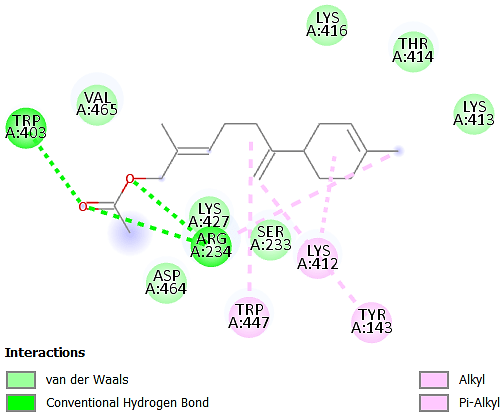 LYS
A:416
THR
A:414
LYS
A:413
VAL
A:465
TRP
A:403
O
O
LYS
A:427
ARG
A:234
SER
A:233
LYS
A:412
ASP
A:464
TRP
A:447
TYR
A:143
Interactions
van der Waals
Conventional Hydrogen Bond
Alkyl
Pi-Alkyl